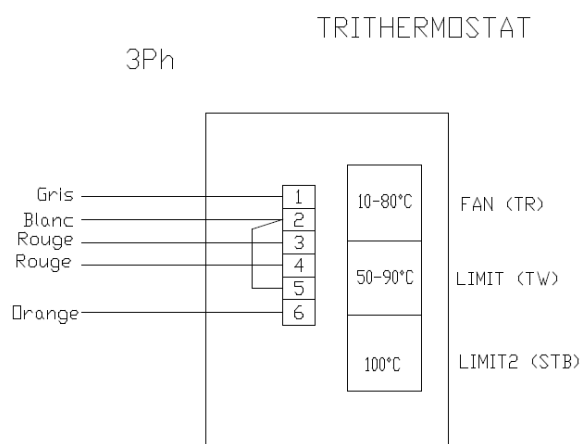 TRITHERMOSTAT
3Ph
Gris 1 10-80°C FAN (TR)
Blanc 2
Rouge 3
Rouge 4 50-90°C LIMIT (TW)
5
Orange 6
100°C LIMIT2 (STB)